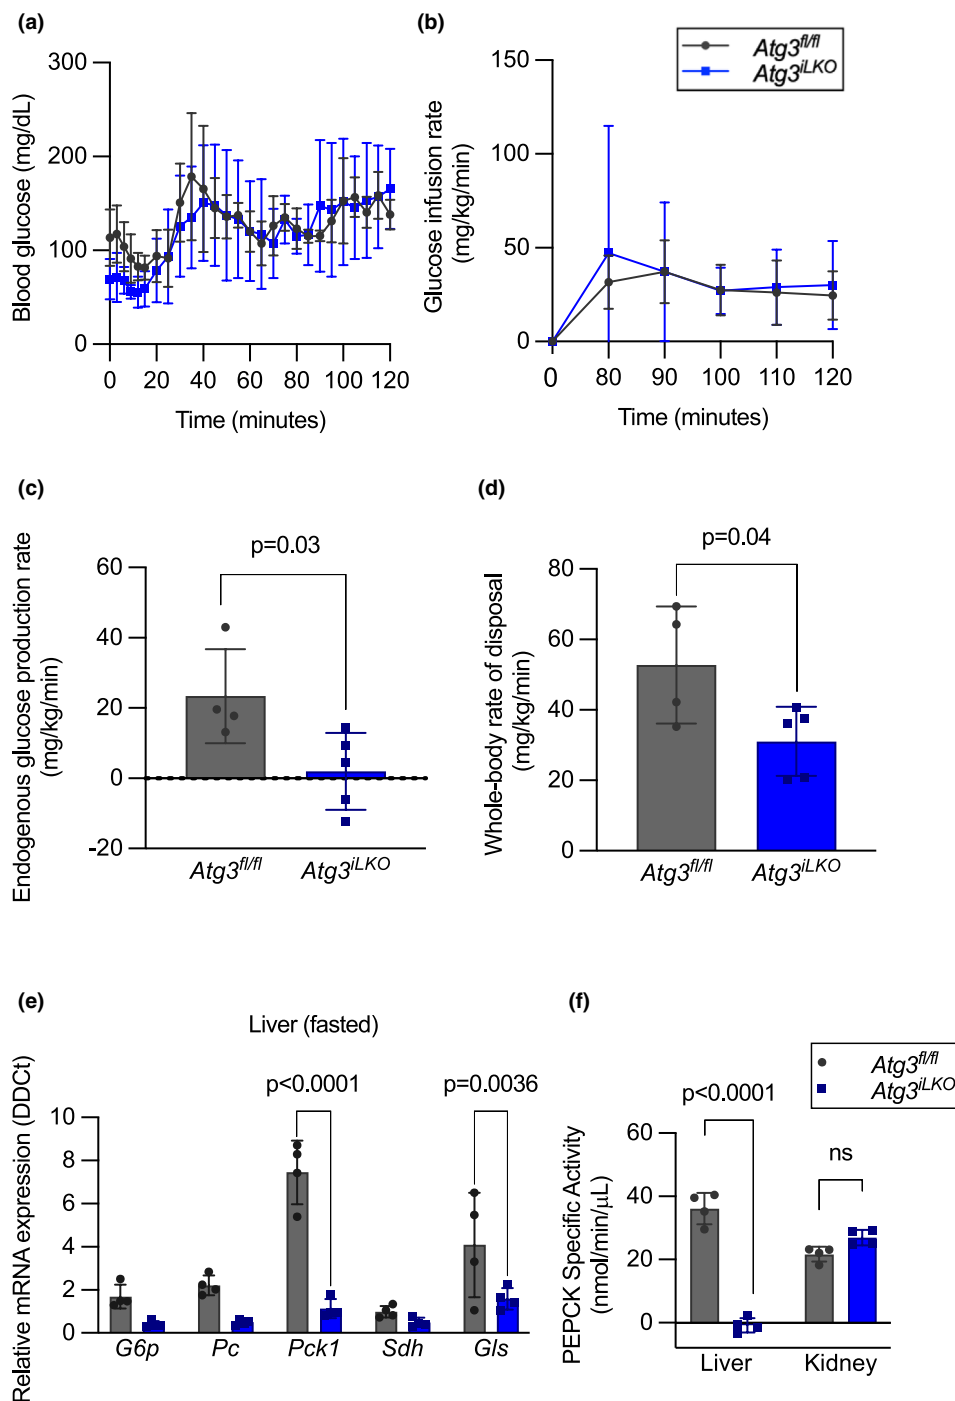 (a)
300
200
100
0
Blood glucose (mg/dL)
0 20 40 60 80 100 120
Time (minutes)
(b)
Atg3fl/fl
Atg3iLKO
150
100
50
0
Glucose infusion rate
(mg/kg/min)
0 80 90 100 110 120
Time (minutes)
(c)
p=0.03
60
40
20
0
-20
Endogenous glucose production rate
(mg/kg/min)
Atg3fl/fl Atg3iLKO
(d)
p=0.04
80
60
40
20
0
Whole-body rate of disposal
(mg/kg/min)
Atg3fl/fl Atg3iLKO
(e)
Liver (fasted)
p<0.0001 p=0.0036
10
8
6
4
2
0
Relative mRNA expression (DDCt)
G6p Pc Pck1 Sdh Gls
(f)
Atg3fl/fl
Atg3iLKO
p<0.0001
ns
60
40
20
0
PEPCK Specific Activity
(nmol/min/μL)
Liver Kidney